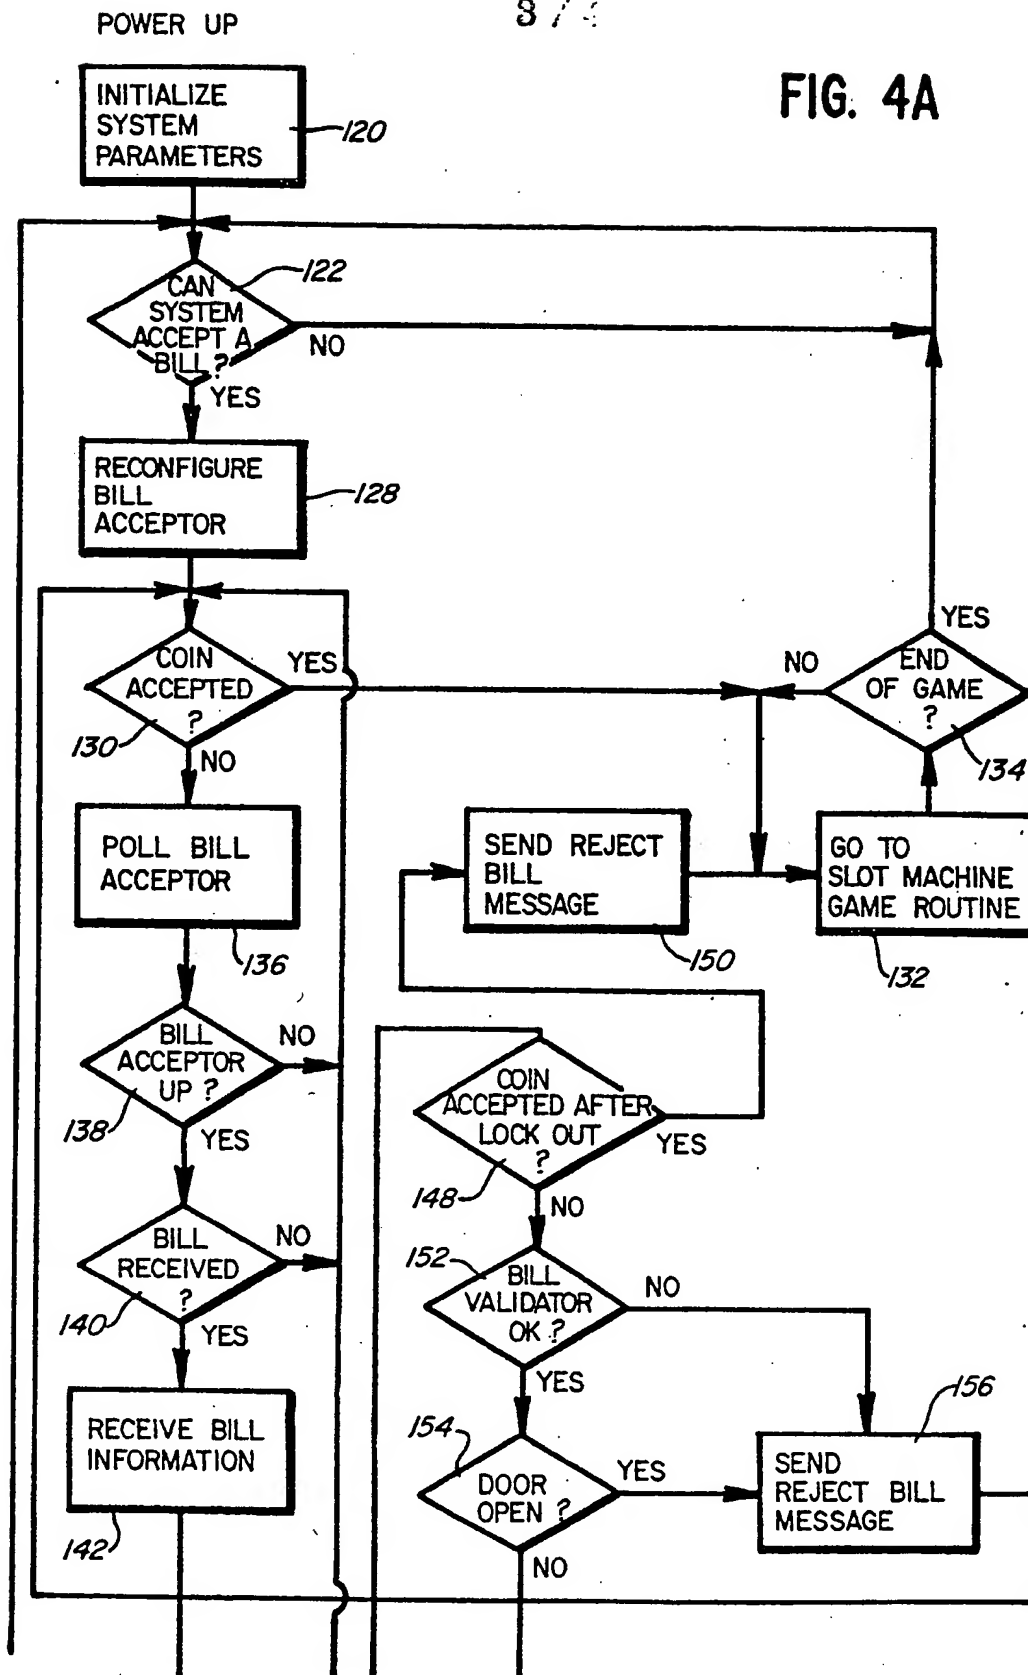 POWER UP
FIG. 4A
INITIALIZE
SYSTEM
PARAMETERS
120
122
CAN
SYSTEM
ACCEPT A
BILL ?
NO
YES
RECONFIGURE
BILL
ACCEPTOR
128
COIN
ACCEPTED
?
YES
130
NO
END
OF GAME
?
YES
NO
134
POLL BILL
ACCEPTOR
136
SEND REJECT
BILL
MESSAGE
150
GO TO
SLOT MACHINE
GAME ROUTINE
132
BILL
ACCEPTOR
UP ?
NO
138
YES
COIN
ACCEPTED AFTER
LOCK OUT
?
YES
148
NO
BILL
RECEIVED
?
NO
140
YES
152
BILL
VALIDATOR
OK ?
NO
YES
RECEIVE BILL
INFORMATION
142
154
DOOR
OPEN ?
YES
NO
156
SEND
REJECT BILL
MESSAGE